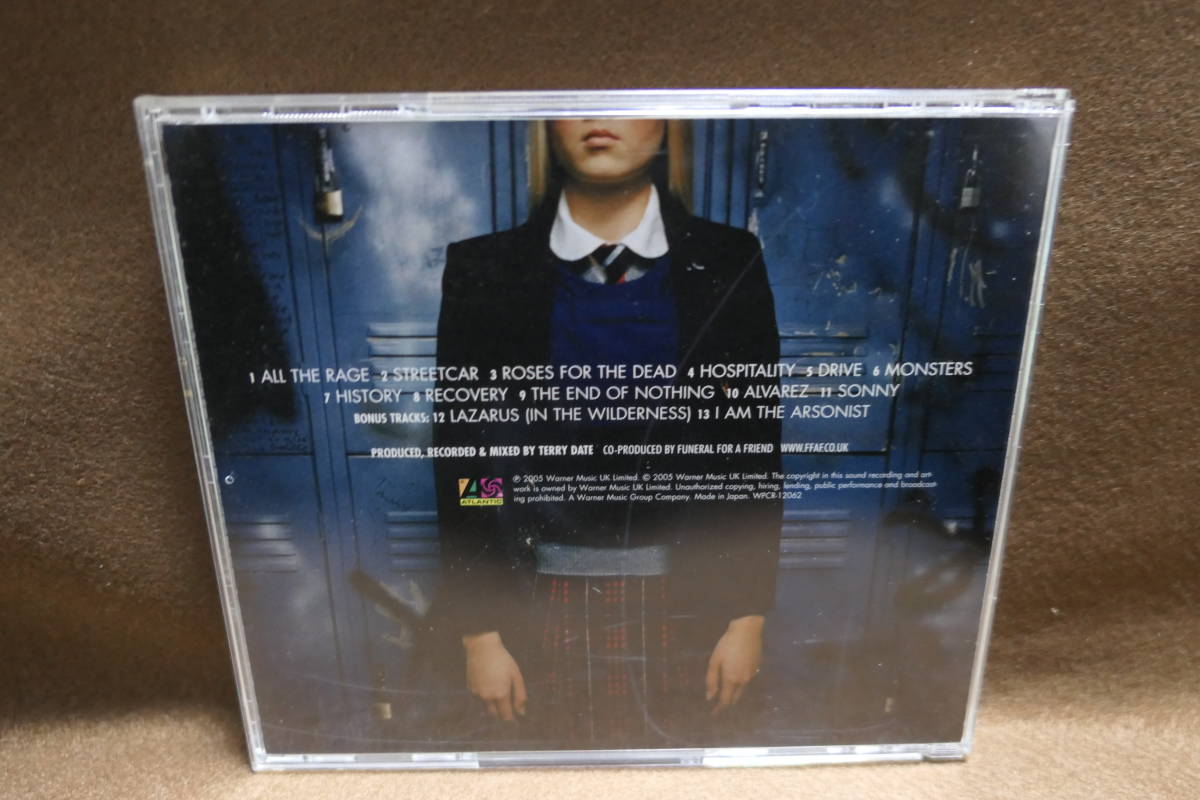 1 ALL THE RAGE 2 STREETCAR 3 ROSES FOR THE DEAD 4 HOSPITALITY 5 DRIVE 6 MONSTERS
7 HISTORY 8 RECOVERY 9 THE END OF NOTHING 10 ALVAREZ 11 SONNY
BONUS TRACKS: 12 LAZARUS (IN THE WILDERNESS) 13 I AM THE ARSONIST
PRODUCED, RECORDED & MIXED BY TERRY DATE CO-PRODUCED BY FUNERAL FOR A FRIEND WWW.FFAF.CO.UK
℗ 2005 Warner Music UK Limited. © 2005 Warner Music UK Limited. The copyright in this sound recording and art-
work is owned by Warner Music UK Limited. Unauthorized copying, hiring, lending, public performance and broadcast-
ing prohibited. A Warner Music Group Company. Made in Japan. WPCR-12062
ATLANTIC